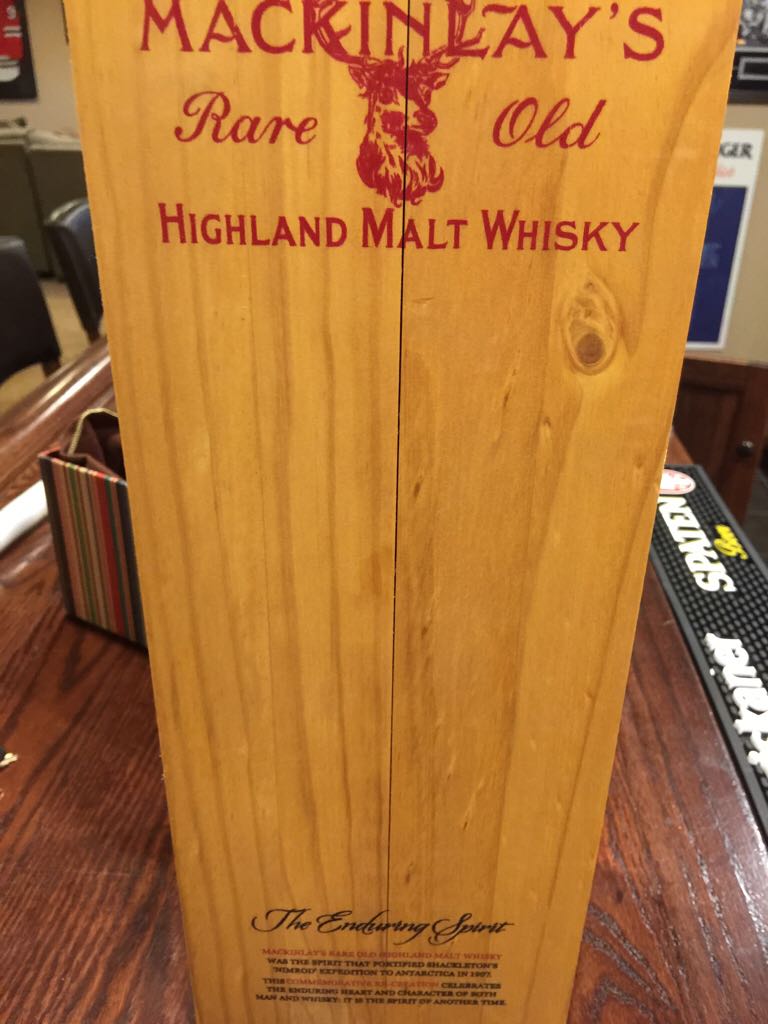 MACKINLAY'S
Rare Old
HIGHLAND MALT WHISKY
The Enduring Spirit
MACKINLAY'S RARE OLD HIGHLAND MALT WHISKY
WAS THE SPIRIT THAT FORTIFIED SHACKLETON'S
'NIMROD' EXPEDITION TO ANTARCTICA IN 1907.
THIS COMMEMORATIVE RE-CREATION CELEBRATES
THE ENDURING HEART AND CHARACTER OF BOTH
MAN AND WHISKY: IT IS THE SPIRIT OF ANOTHER TIME.
SPATEN
GER